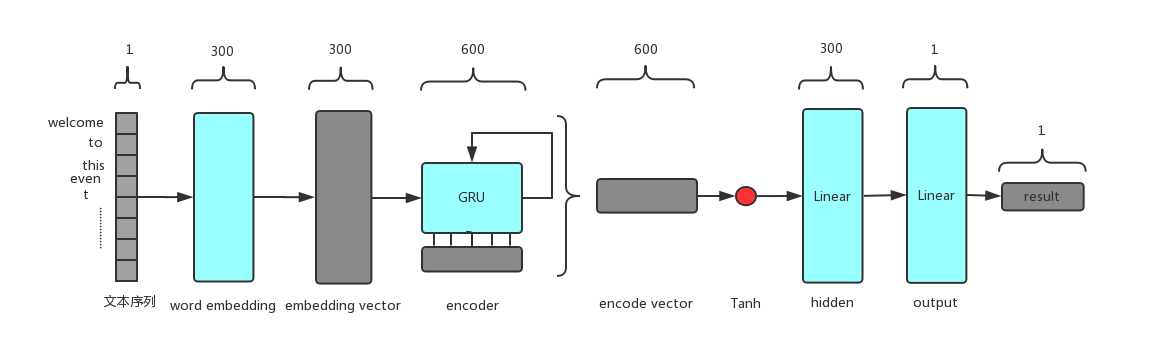 1
300
300
600
600
300
1
1
welcome
to
this
even
t
GRU
Linear
Linear
result
文本序列
word embedding
embedding vector
encoder
encode vector
Tanh
hidden
output